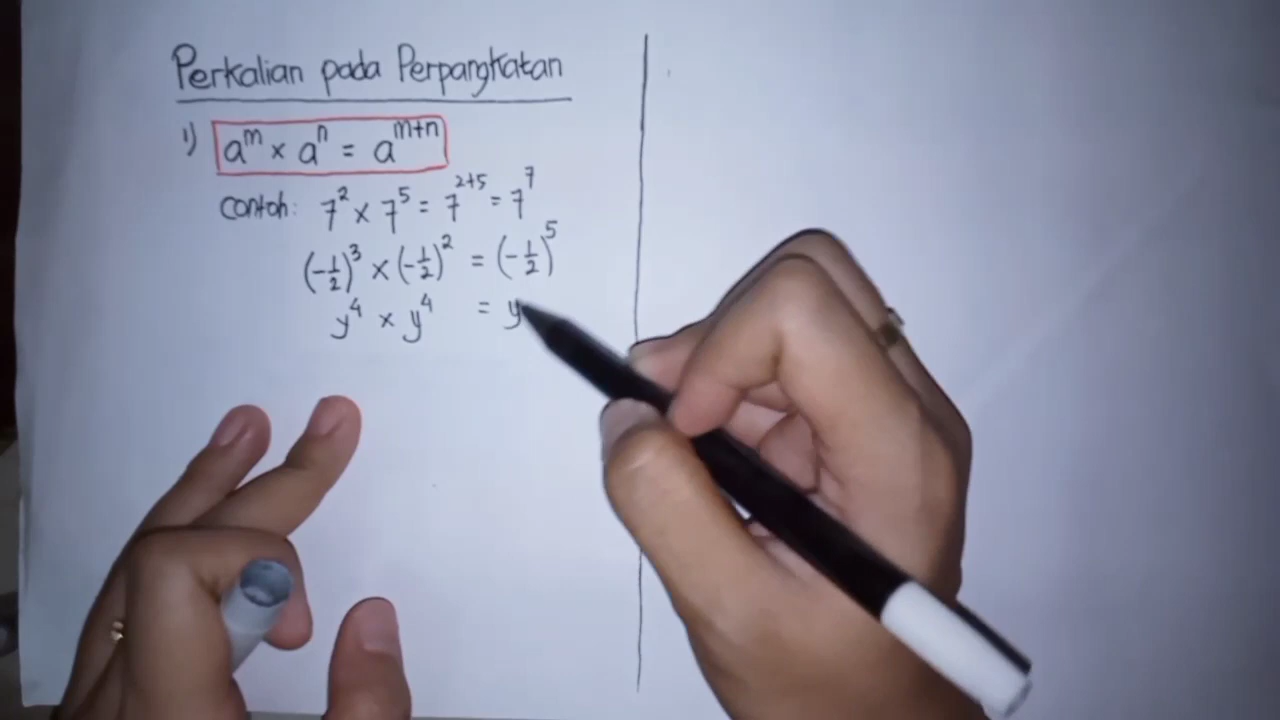 Perkalian pada Perpangkatan
1) a^m × a^n = a^{m+n}
Contoh: 7^2 × 7^5 = 7^{2+5} = 7^7
(-1/2)^3 × (-1/2)^2 = (-1/2)^5
y^4 × y^4 = y